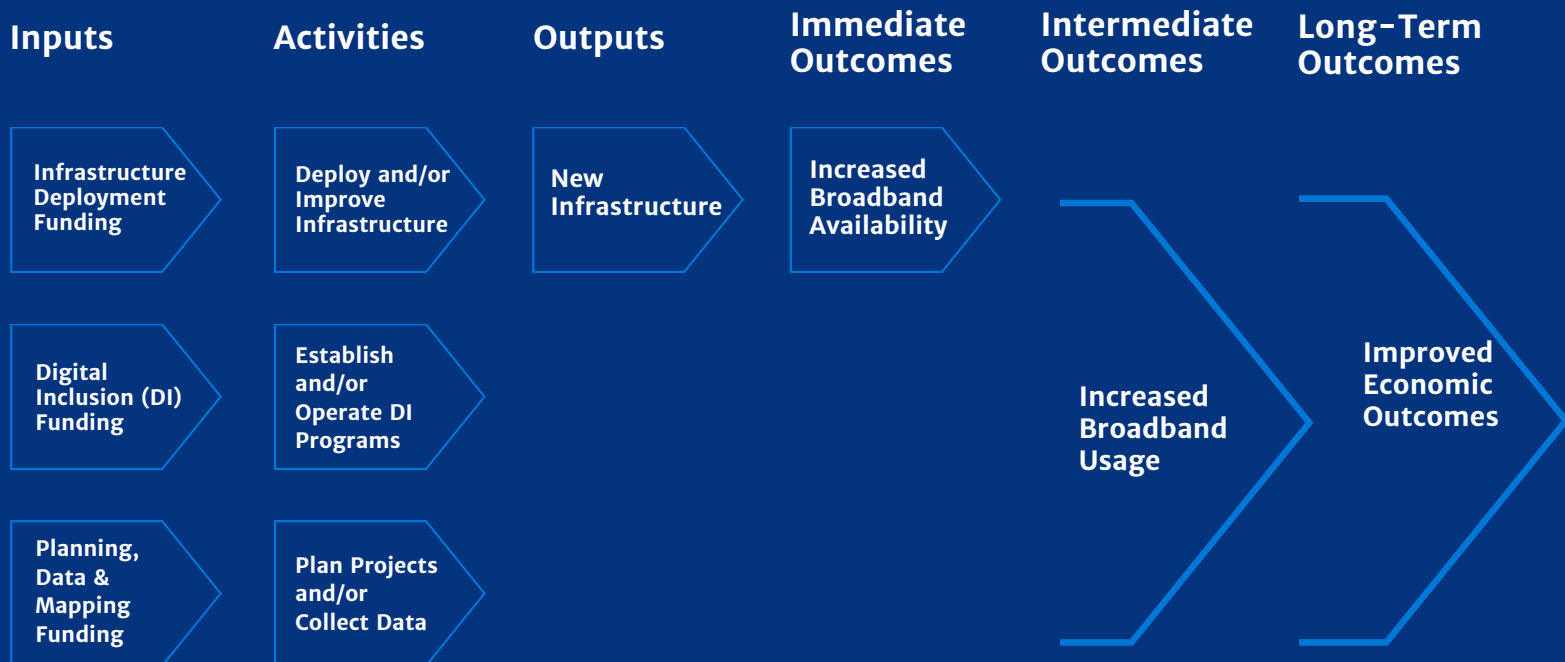 Inputs
Activities
Outputs
Immediate
Outcomes
Intermediate
Outcomes
Long-Term
Outcomes
Infrastructure
Deployment
Funding
Deploy and/or
Improve
Infrastructure
New
Infrastructure
Increased
Broadband
Availability
Digital
Inclusion (DI)
Funding
Establish
and/or
Operate DI
Programs
Increased
Broadband
Usage
Improved
Economic
Outcomes
Planning,
Data &
Mapping
Funding
Plan Projects
and/or
Collect Data